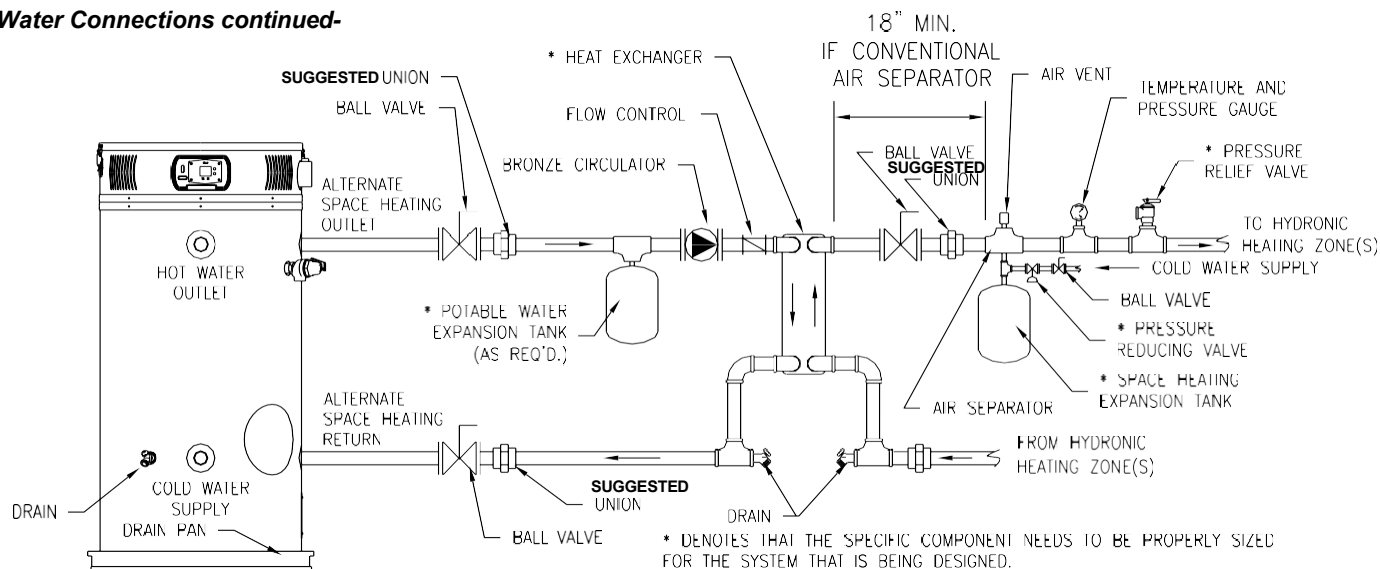 Water Connections continued-
18" MIN.
IF CONVENTIONAL
AIR SEPARATOR
* HEAT EXCHANGER
SUGGESTED UNION
BALL VALVE
FLOW CONTROL
BRONZE CIRCULATOR
AIR VENT
TEMPERATURE AND
PRESSURE GAUGE
BALL VALVE
SUGGESTED
UNION
* PRESSURE
RELIEF VALVE
ALTERNATE
SPACE HEATING
OUTLET
HOT WATER
OUTLET
TO HYDRONIC
HEATING ZONE(S)
COLD WATER SUPPLY
BALL VALVE
* POTABLE WATER
EXPANSION TANK
(AS REQ'D.)
* PRESSURE
REDUCING VALVE
* SPACE HEATING
EXPANSION TANK
AIR SEPARATOR
ALTERNATE
SPACE HEATING
RETURN
FROM HYDRONIC
HEATING ZONE(S)
COLD WATER
SUPPLY
DRAIN
DRAIN PAN
SUGGESTED
UNION
BALL VALVE
DRAIN
* DENOTES THAT THE SPECIFIC COMPONENT NEEDS TO BE PROPERLY SIZED
FOR THE SYSTEM THAT IS BEING DESIGNED.